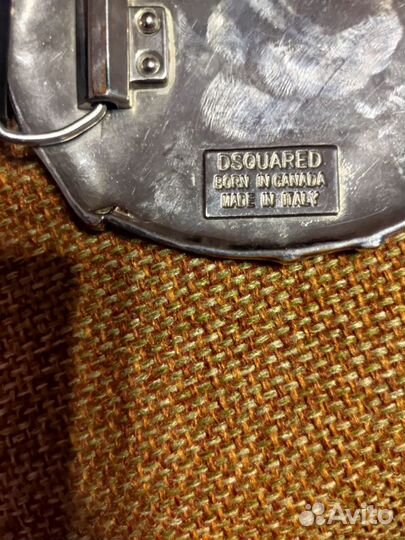 DSQUARED
BORN IN CANADA
MADE IN ITALY
Avito